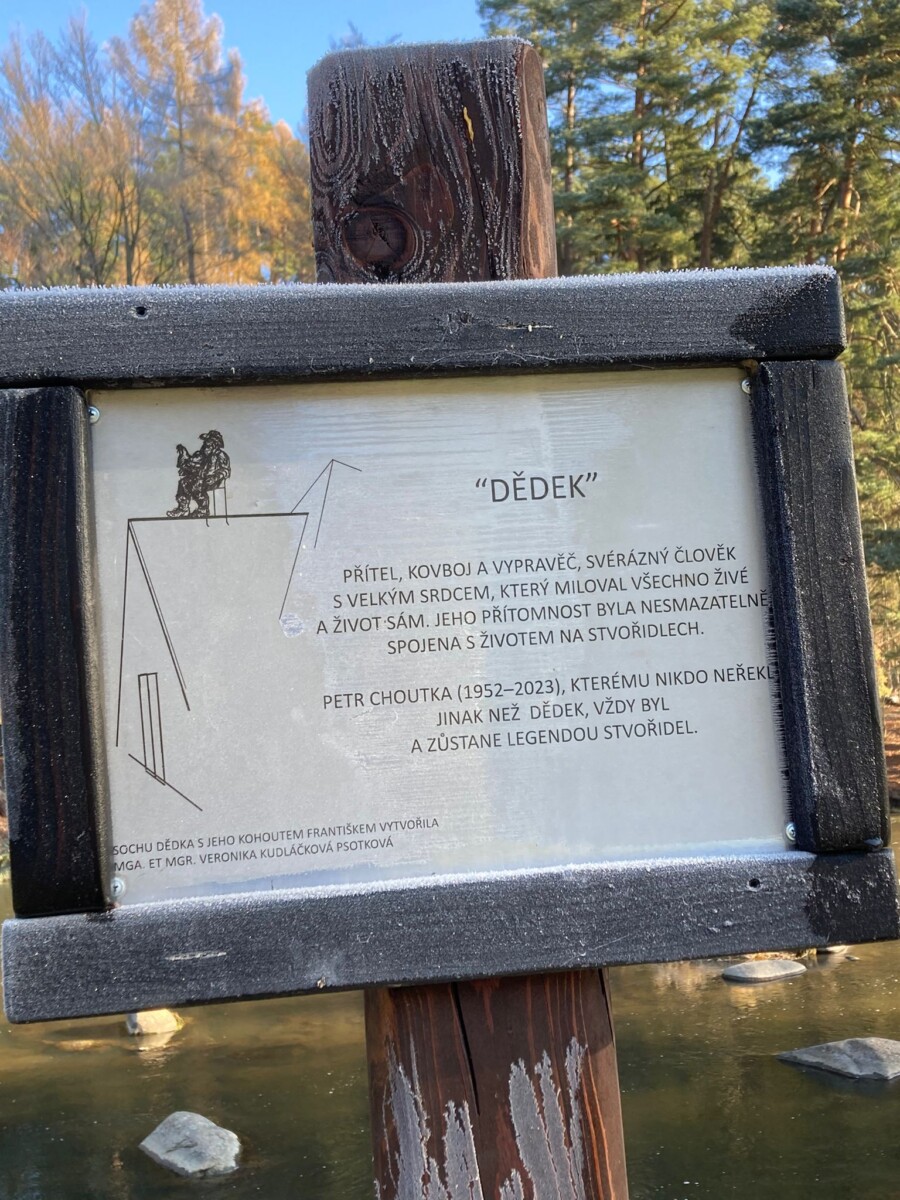 “DĚDEK”
PŘÍTEL, KOVBOJ A VYPRAVĚČ, SVÉRÁZNÝ ČLOVĚK
S VELKÝM SRDCEM, KTERÝ MILOVAL VŠECHNO ŽIVÉ
A ŽIVOT SÁM. JEHO PŘÍTOMNOST BYLA NESMAZATELNĚ
SPOJENA S ŽIVOTEM NA STVOŘIDLECH.
PETR CHOUTKA (1952–2023), KTERÉMU NIKDO NEŘEKL
JINAK NEŽ DĚDEK, VŽDY BYL
A ZŮSTANE LEGENDOU STVOŘIDEL.
SOCHU DĚDKA S JEHO KOHOUTEM FRANTIŠKEM VYTVOŘILA
MGA. ET MGR. VERONIKA KUDLÁČKOVÁ PSOTKOVÁ